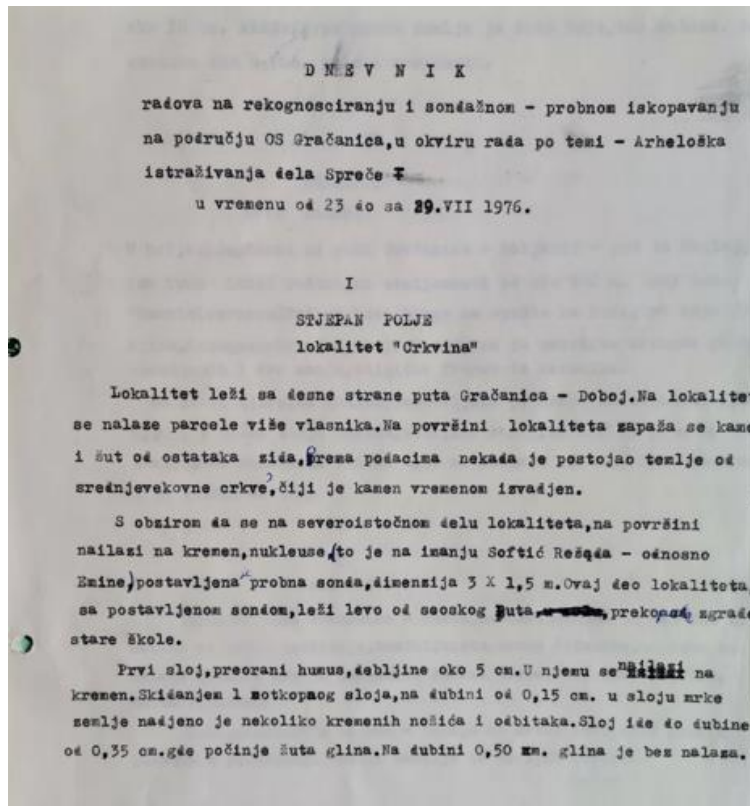 D N E V N I K
radova na rekognosciranju i sondažnom - probnom iskopavanju
na području OS Gračanica,u okviru rada po temi - Arheloška
istraživanja dela Spreče
u vremenu od 23 do sa 29.VII 1976.
I
STJEPAN POLJE
lokalitet "Crkvina"
Lokalitet leži sa desne strane puta Gračanica - Doboj.Na lokalitet
se nalaze parcele više vlasnika.Na površini lokaliteta zapaža se kame
i šut od ostataka zida,prema podacima nekada je postojao temlje od
srednjevekovne crkve,čiji je kamen vremenom izvadjen.
S obzirom da se na severoistočnom delu lokaliteta,na površini
nailazi na kremen,nukleuse,(to je na imanju Softić Rešada - odnosno
Emine)postavljena probna sonda,dimenzija 3 X 1,5 m.Ovaj deo lokaliteta,
sa postavljenom sondom,leži levo od seoskog puta, preko zgrade
stare škole.
Prvi sloj,preorani humus,debljine oko 5 cm.U njemu se nailazi na
kremen.Skidanjem 1 motkopnog sloja,na dubini od 0,15 cm. u sloju mrke
zemlje nadjeno je nekoliko kremenih nožića i odbitaka.Sloj ide do dubine
od 0,35 cm.gde počinje žuta glina.Na dubini 0,50 mm. glina je bez nalaza.